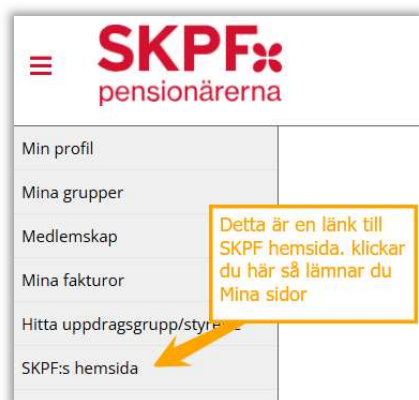 SKPF
pensionärerna
Min profil
Mina grupper
Medlemskap
Mina fakturor
Hitta uppdragsgrupp/styre
SKPF:s hemsida
Detta är en länk till
SKPF hemsida. klickar
du här så lämnar du
Mina sidor